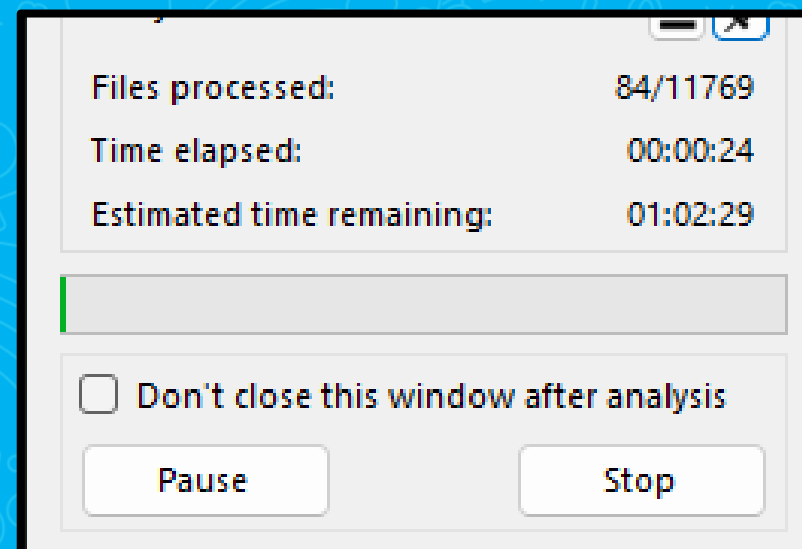 Files processed: 84/11769
Time elapsed: 00:00:24
Estimated time remaining: 01:02:29
Don't close this window after analysis
Pause Stop